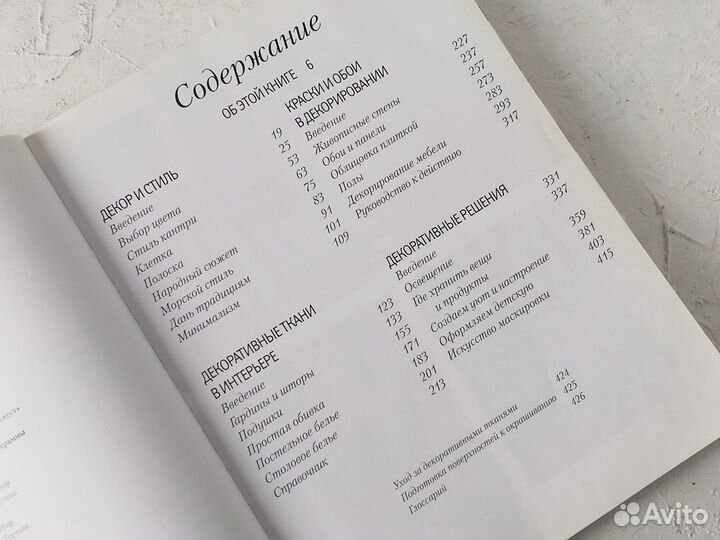 Содержание
ОБ ЭТОЙ КНИГЕ 6
ДЕКОР И СТИЛЬ
Введение 19
Выбор цвета 25
Стиль кантри 53
Клетка 63
Полоска 75
Народный сюжет 83
Морской стиль 91
Дань традициям 101
Минимализм 109
ДЕКОРАТИВНЫЕ ТКАНИ
В ИНТЕРЬЕРЕ
Введение 123
Гардины и шторы 133
Подушки 155
Простая обивка 171
Постельное белье 183
Столовое белье 201
Справочник 213
КРАСКИ И ОБОИ
В ДЕКОРИРОВАНИИ
Введение 227
Живописные стены 237
Обои и панели 257
Облицовка плиткой 273
Полы 283
Декорирование мебели 293
Руководство к действию 317
ДЕКОРАТИВНЫЕ РЕШЕНИЯ
Введение 331
Освещение 337
Где хранить вещи
и продукты 359
Создаем уют и настроение 381
Оформляем детскую 403
Искусство маскировки 415
Уход за декоративными тканями 424
Подготовка поверхностей к окрашиванию 425
Глоссарий 426
Третьяк
Avito